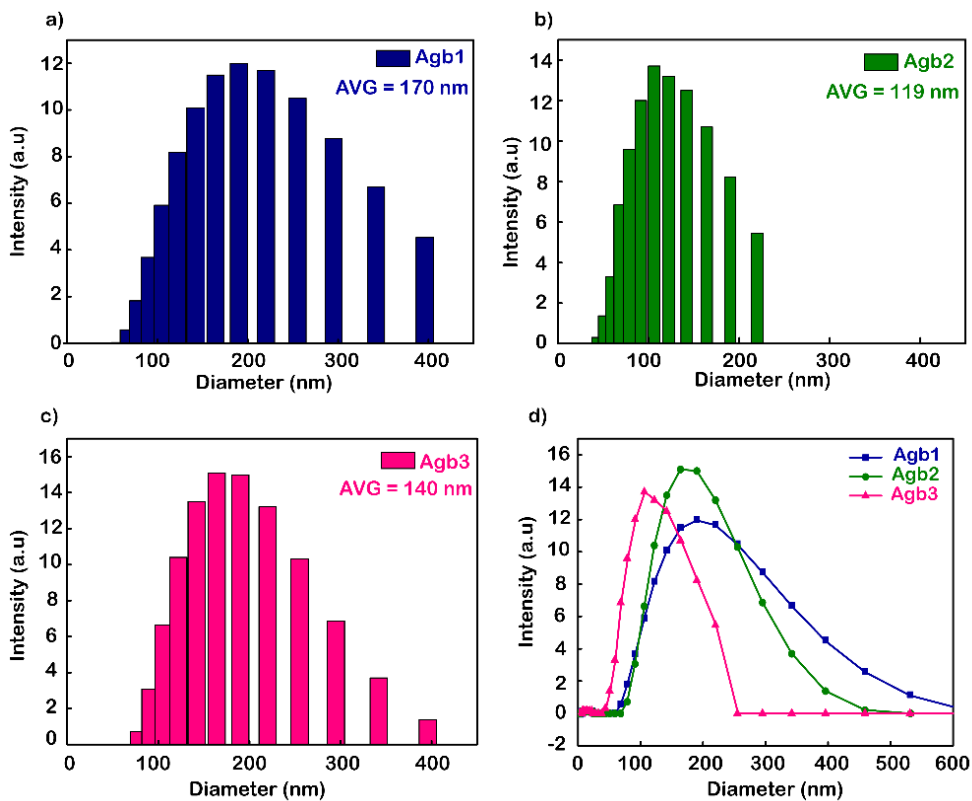 a)
Agb1
AVG = 170 nm
Intensity (a.u)
12
10
8
6
4
2
0
0 100 200 300 400
Diameter (nm)
b)
Agb2
AVG = 119 nm
Intensity (a.u)
14
12
10
8
6
4
2
0
0 100 200 300 400
Diameter (nm)
c)
Agb3
AVG = 140 nm
Intensity (a.u)
16
14
12
10
8
6
4
2
0
0 100 200 300 400
Diameter (nm)
d)
Agb1
Agb2
Agb3
Intensity (a.u)
16
14
12
10
8
6
4
2
0
-2
0 100 200 300 400 500 600
Diameter (nm)